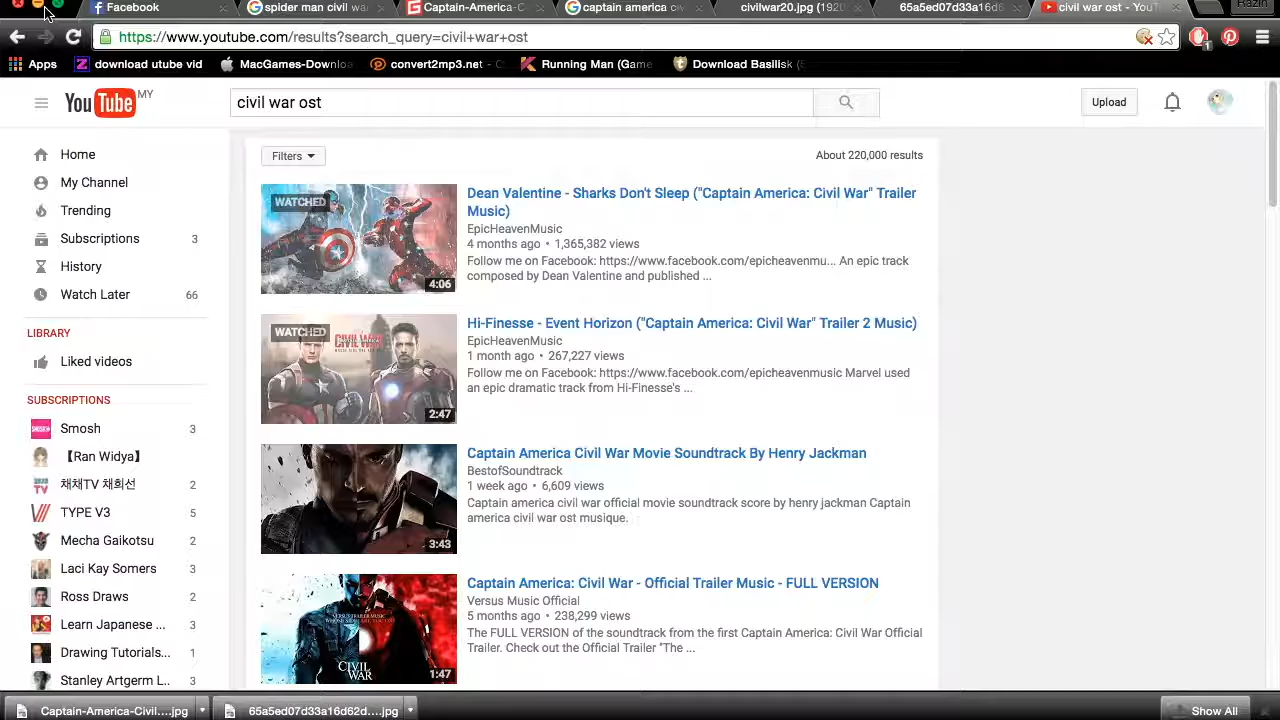 Facebook
spider man civil wa
Captain-America-C
captain america ci
civilwar20.jpg (192
65a5ed07d33a16d6
civil war ost - YouT
https://www.youtube.com/results?search_query=civil+war+ost
1
Apps
download utube vid
MacGames-Downlo
convert2mp3.net -
Running Man (Game
Download Basilisk
YouTube MY
civil war ost
Upload
Home
My Channel
Trending
Subscriptions 3
History
Watch Later 66
LIBRARY
Liked videos
SUBSCRIPTIONS
Smosh 3
【Ran Widya】
採採TV 채희선 2
TYPE V3 5
Mecha Gaikotsu 2
Laci Kay Somers 3
Ross Draws 2
Learn Japanese ... 3
Drawing Tutorials... 1
Stanley Artgerm L.. 3
Filters
About 220,000 results
WATCHED
4:06
Dean Valentine - Sharks Don't Sleep ("Captain America: Civil War" Trailer
Music)
EpicHeavenMusic
4 months ago • 1,365,382 views
Follow me on Facebook: https://www.facebook.com/epicheavenmu... An epic track
composed by Dean Valentine and published ...
WATCHED
CIVIL WAR
2:47
Hi-Finesse - Event Horizon ("Captain America: Civil War" Trailer 2 Music)
EpicHeavenMusic
1 month ago • 267,227 views
Follow me on Facebook: https://www.facebook.com/epicheavenmusic Marvel used
an epic dramatic track from Hi-Finesse's ...
3:43
Captain America Civil War Movie Soundtrack By Henry Jackman
BestofSoundtrack
1 week ago • 6,609 views
Captain america civil war official movie soundtrack score by henry jackman Captain
america civil war ost musique.
CIVIL
WAR
1:47
Captain America: Civil War - Official Trailer Music - FULL VERSION
Versus Music Official
5 months ago • 238,299 views
The FULL VERSION of the soundtrack from the first Captain America: Civil War Official
Trailer. Check out the Official Trailer "The ...
Captain-America-Civil....jpg
65a5ed07d33a16d62d....jpg
Show All